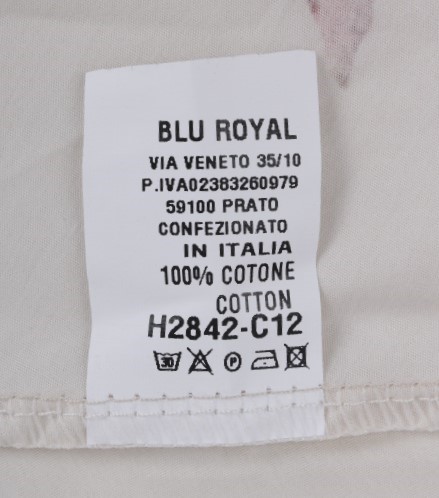 BLU ROYAL
VIA VENETO 35/10
P.IVA02383260979
59100 PRATO
CONFEZIONATO
IN ITALIA
100% COTONE
COTTON
H2842-C12
30 P